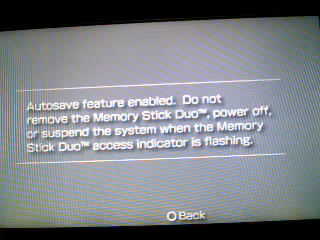 Autosave feature enabled. Do not
remove the Memory Stick Duo™, power off,
or suspend the system when the Memory
Stick Duo™ access indicator is flashing.
Back